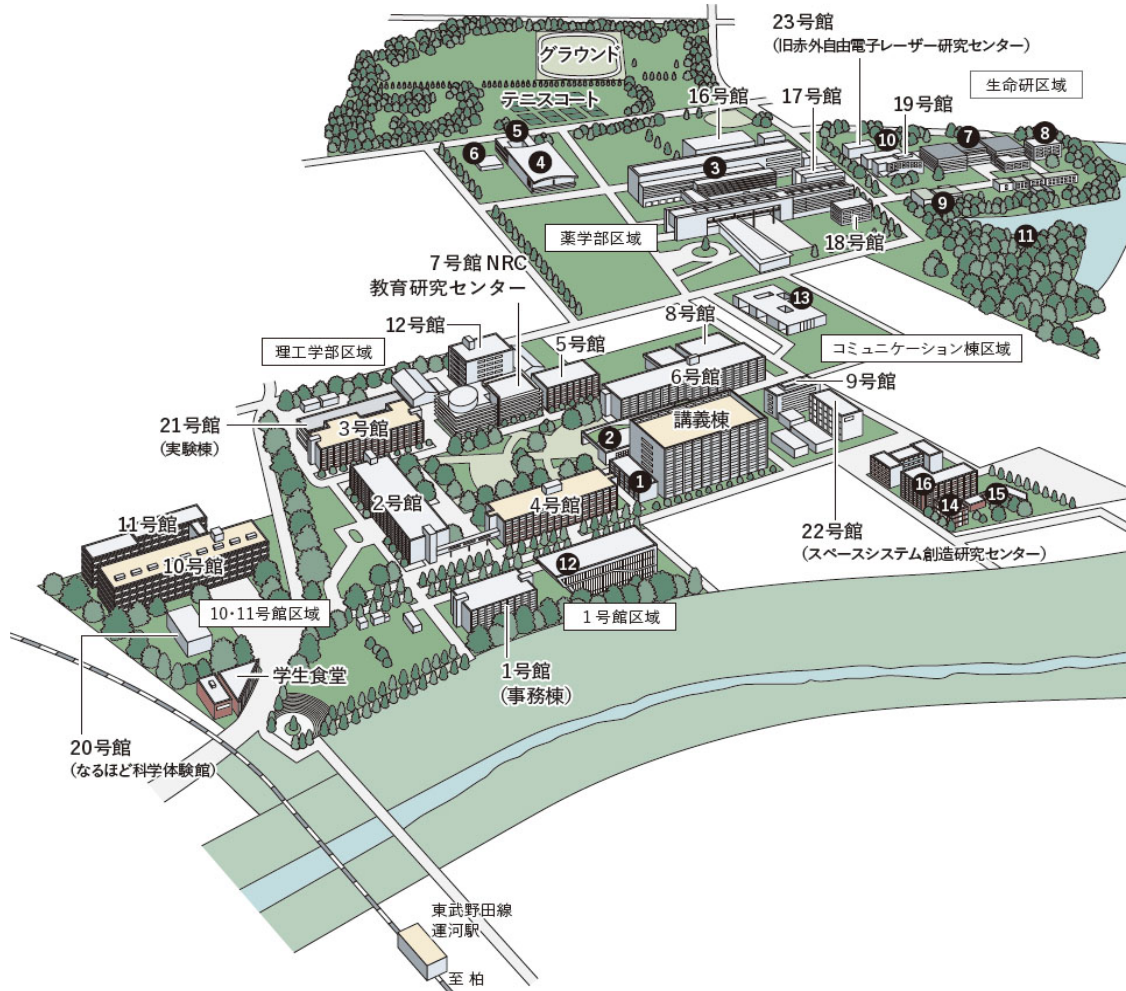 23号館
(旧赤外自由電子レーザー研究センター)
グラウンド
テニスコート
16号館
17号館
19号館
生命研区域
5
6
4
3
10
7
8
9
11
薬学部区域
18号館
7号館 NRC
教育研究センター
13
12号館
8号館
理工学部区域
5号館
コミュニケーション棟区域
6号館
9号館
21号館
(実験棟)
3号館
講義棟
2
1
16
15
14
2号館
4号館
22号館
(スペースシステム創造研究センター)
11号館
10号館
12
10・11号館区域
1号館区域
学生食堂
1号館
(事務棟)
20号館
(なるほど科学体験館)
東武野田線
運河駅
至 柏